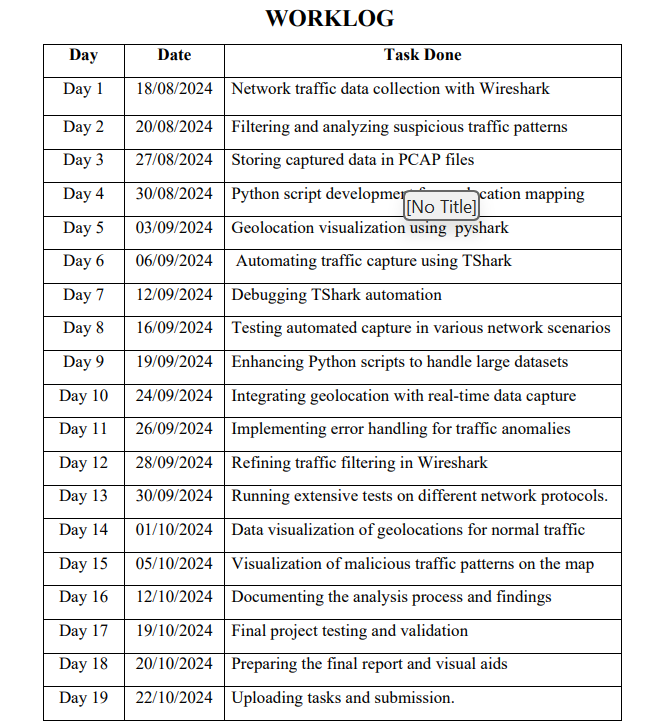 WORKLOG
Day Date Task Done
Day 1 18/08/2024 Network traffic data collection with Wireshark
Day 2 20/08/2024 Filtering and analyzing suspicious traffic patterns
Day 3 27/08/2024 Storing captured data in PCAP files
Day 4 30/08/2024 Python script mapping
[No Title]
Day 5 03/09/2024 Geolocation visualization using pyshark
Day 6 06/09/2024 Automating traffic capture using TShark
Day 7 12/09/2024 Debugging TShark automation
Day 8 16/09/2024 Testing automated capture in various network scenarios
Day 9 19/09/2024 Enhancing Python scripts to handle large datasets
Day 10 24/09/2024 Integrating geolocation with real-time data capture
Day 11 26/09/2024 Implementing error handling for traffic anomalies
Day 12 28/09/2024 Refining traffic filtering in Wireshark
Day 13 30/09/2024 Running extensive tests on different network protocols.
Day 14 01/10/2024 Data visualization of geolocations for normal traffic
Day 15 05/10/2024 Visualization of malicious traffic patterns on the map
Day 16 12/10/2024 Documenting the analysis process and findings
Day 17 19/10/2024 Final project testing and validation
Day 18 20/10/2024 Preparing the final report and visual aids
Day 19 22/10/2024 Uploading tasks and submission.